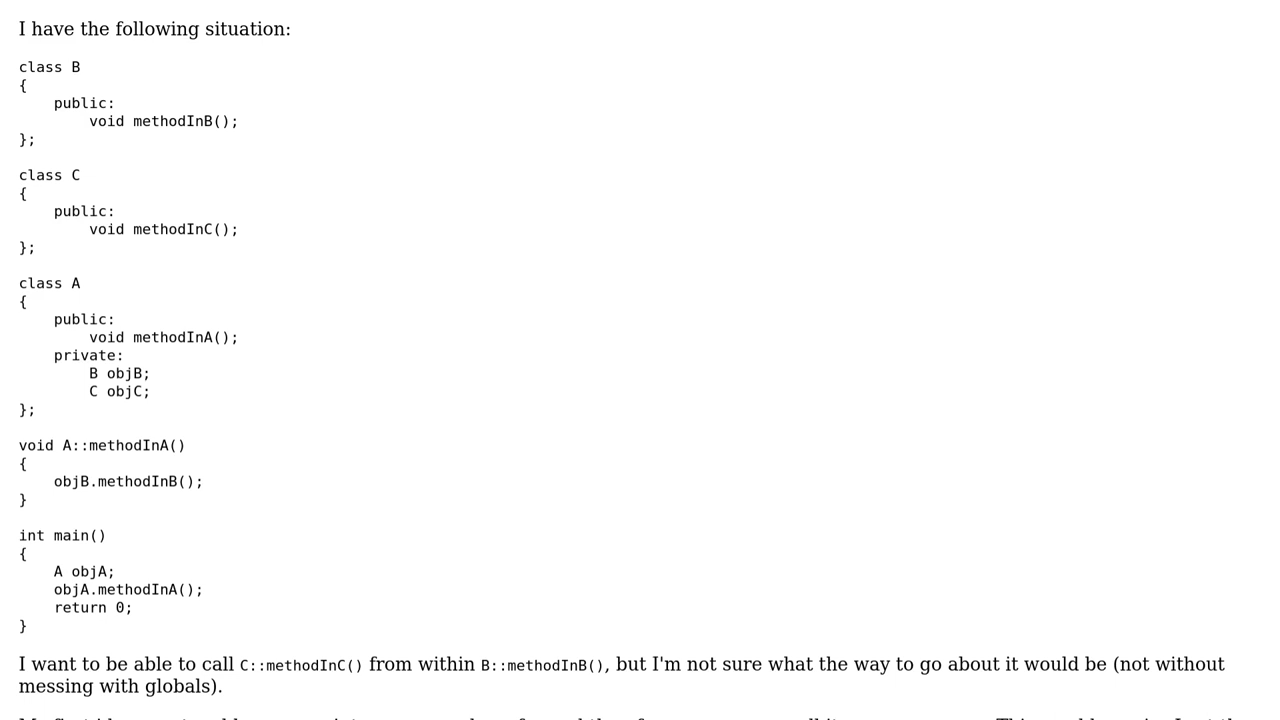 I have the following situation:
class B
{
    public:
        void methodInB();
};
class C
{
    public:
        void methodInC();
};
class A
{
    public:
        void methodInA();
    private:
        B objB;
        C objC;
};
void A::methodInA()
{
    objB.methodInB();
}
int main()
{
    A objA;
    objA.methodInA();
    return 0;
}
I want to be able to call C::methodInC() from within B::methodInB(), but I'm not sure what the way to go about it would be (not without
messing with globals).